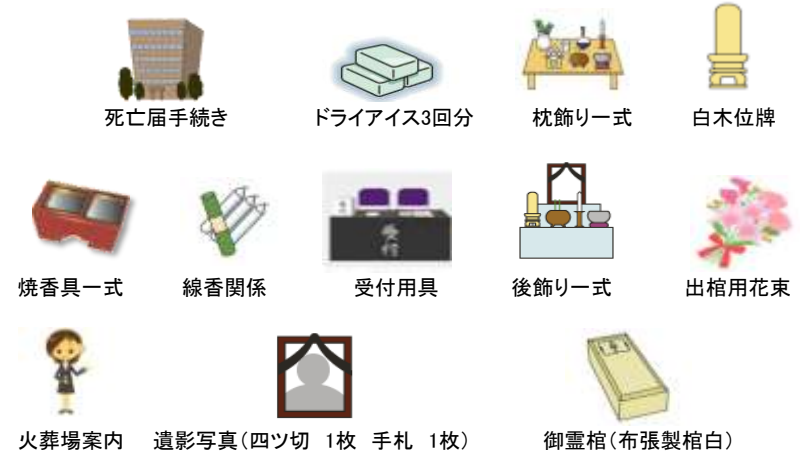 死亡届手続き
ドライアイス3回分
枕飾り一式
白木位牌
受付
焼香具一式
線香関係
受付用具
後飾り一式
出棺用花束
火葬場案内
遺影写真(四ツ切 1枚 手札 1枚)
御霊棺(布張製棺白)